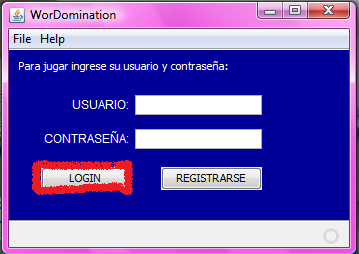 WorDomination
File Help
Para jugar ingrese su usuario y contraseña:
USUARIO:
CONTRASEÑA:
LOGIN REGISTRARSE